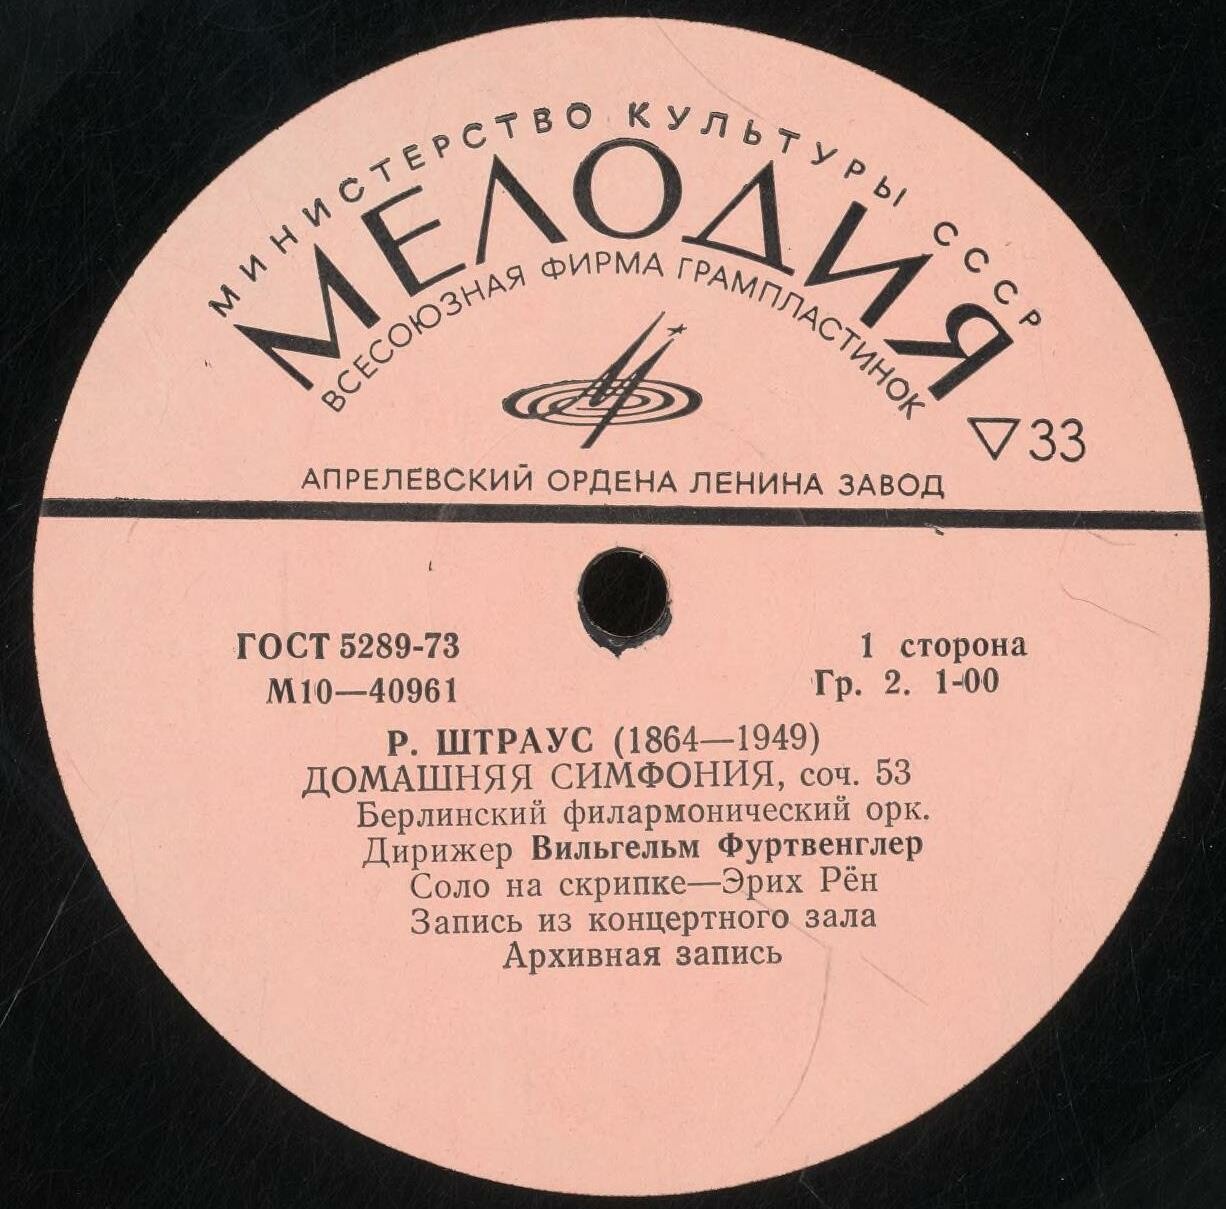 МИНИСТЕРСТВО КУЛЬТУРЫ СССР
МЕЛОДИЯ
ВСЕСОЮЗНАЯ ФИРМА ГРАМПЛАСТИНОК
▽33
АПРЕЛЕВСКИЙ ОРДЕНА ЛЕНИНА ЗАВОД
ГОСТ 5289-73
1 сторона
М10—40961
Гр. 2. 1-00
Р. ШТРАУС (1864—1949)
ДОМАШНЯЯ СИМФОНИЯ, соч. 53
Берлинский филармонический орк.
Дирижер Вильгельм Фуртвенглер
Соло на скрипке—Эрих Рён
Запись из концертного зала
Архивная запись